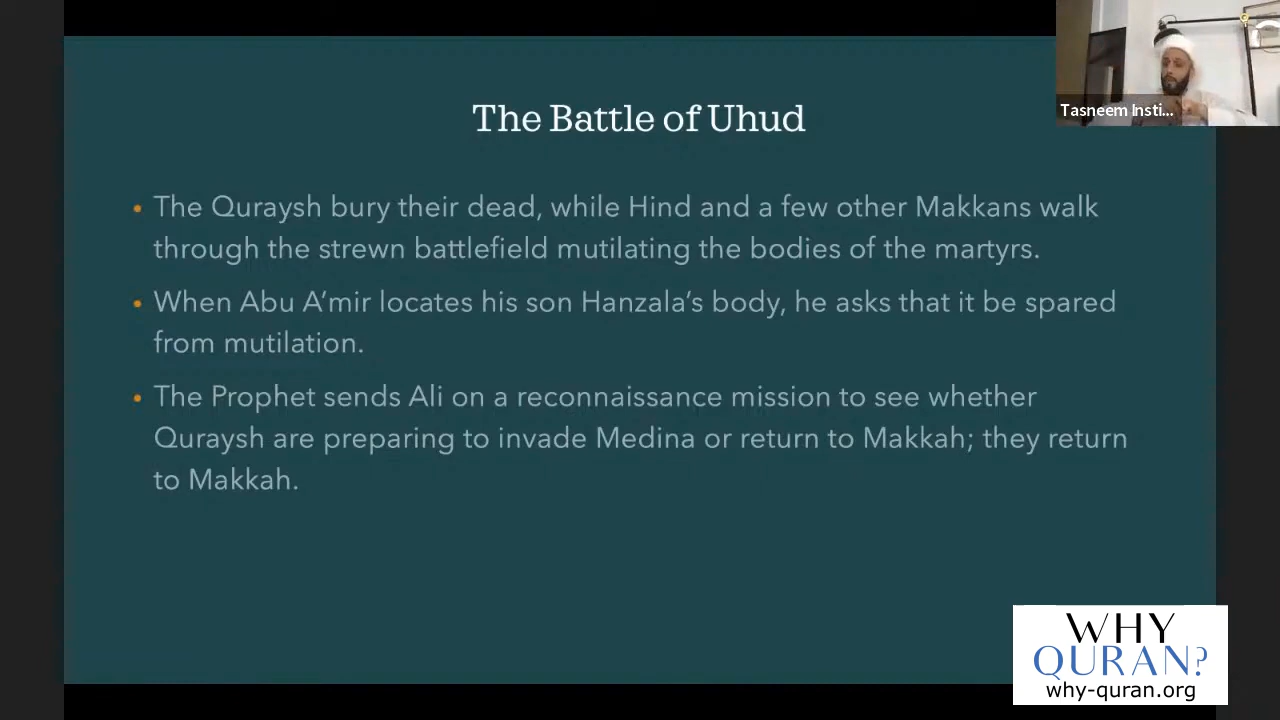 The Battle of Uhud
Tasneem Insti...
• The Quraysh bury their dead, while Hind and a few other Makkans walk
through the strewn battlefield mutilating the bodies of the martyrs.
• When Abu A’mir locates his son Hanzala’s body, he asks that it be spared
from mutilation.
• The Prophet sends Ali on a reconnaissance mission to see whether
Quraysh are preparing to invade Medina or return to Makkah; they return
to Makkah.
WHY
QURAN?
why-quran.org